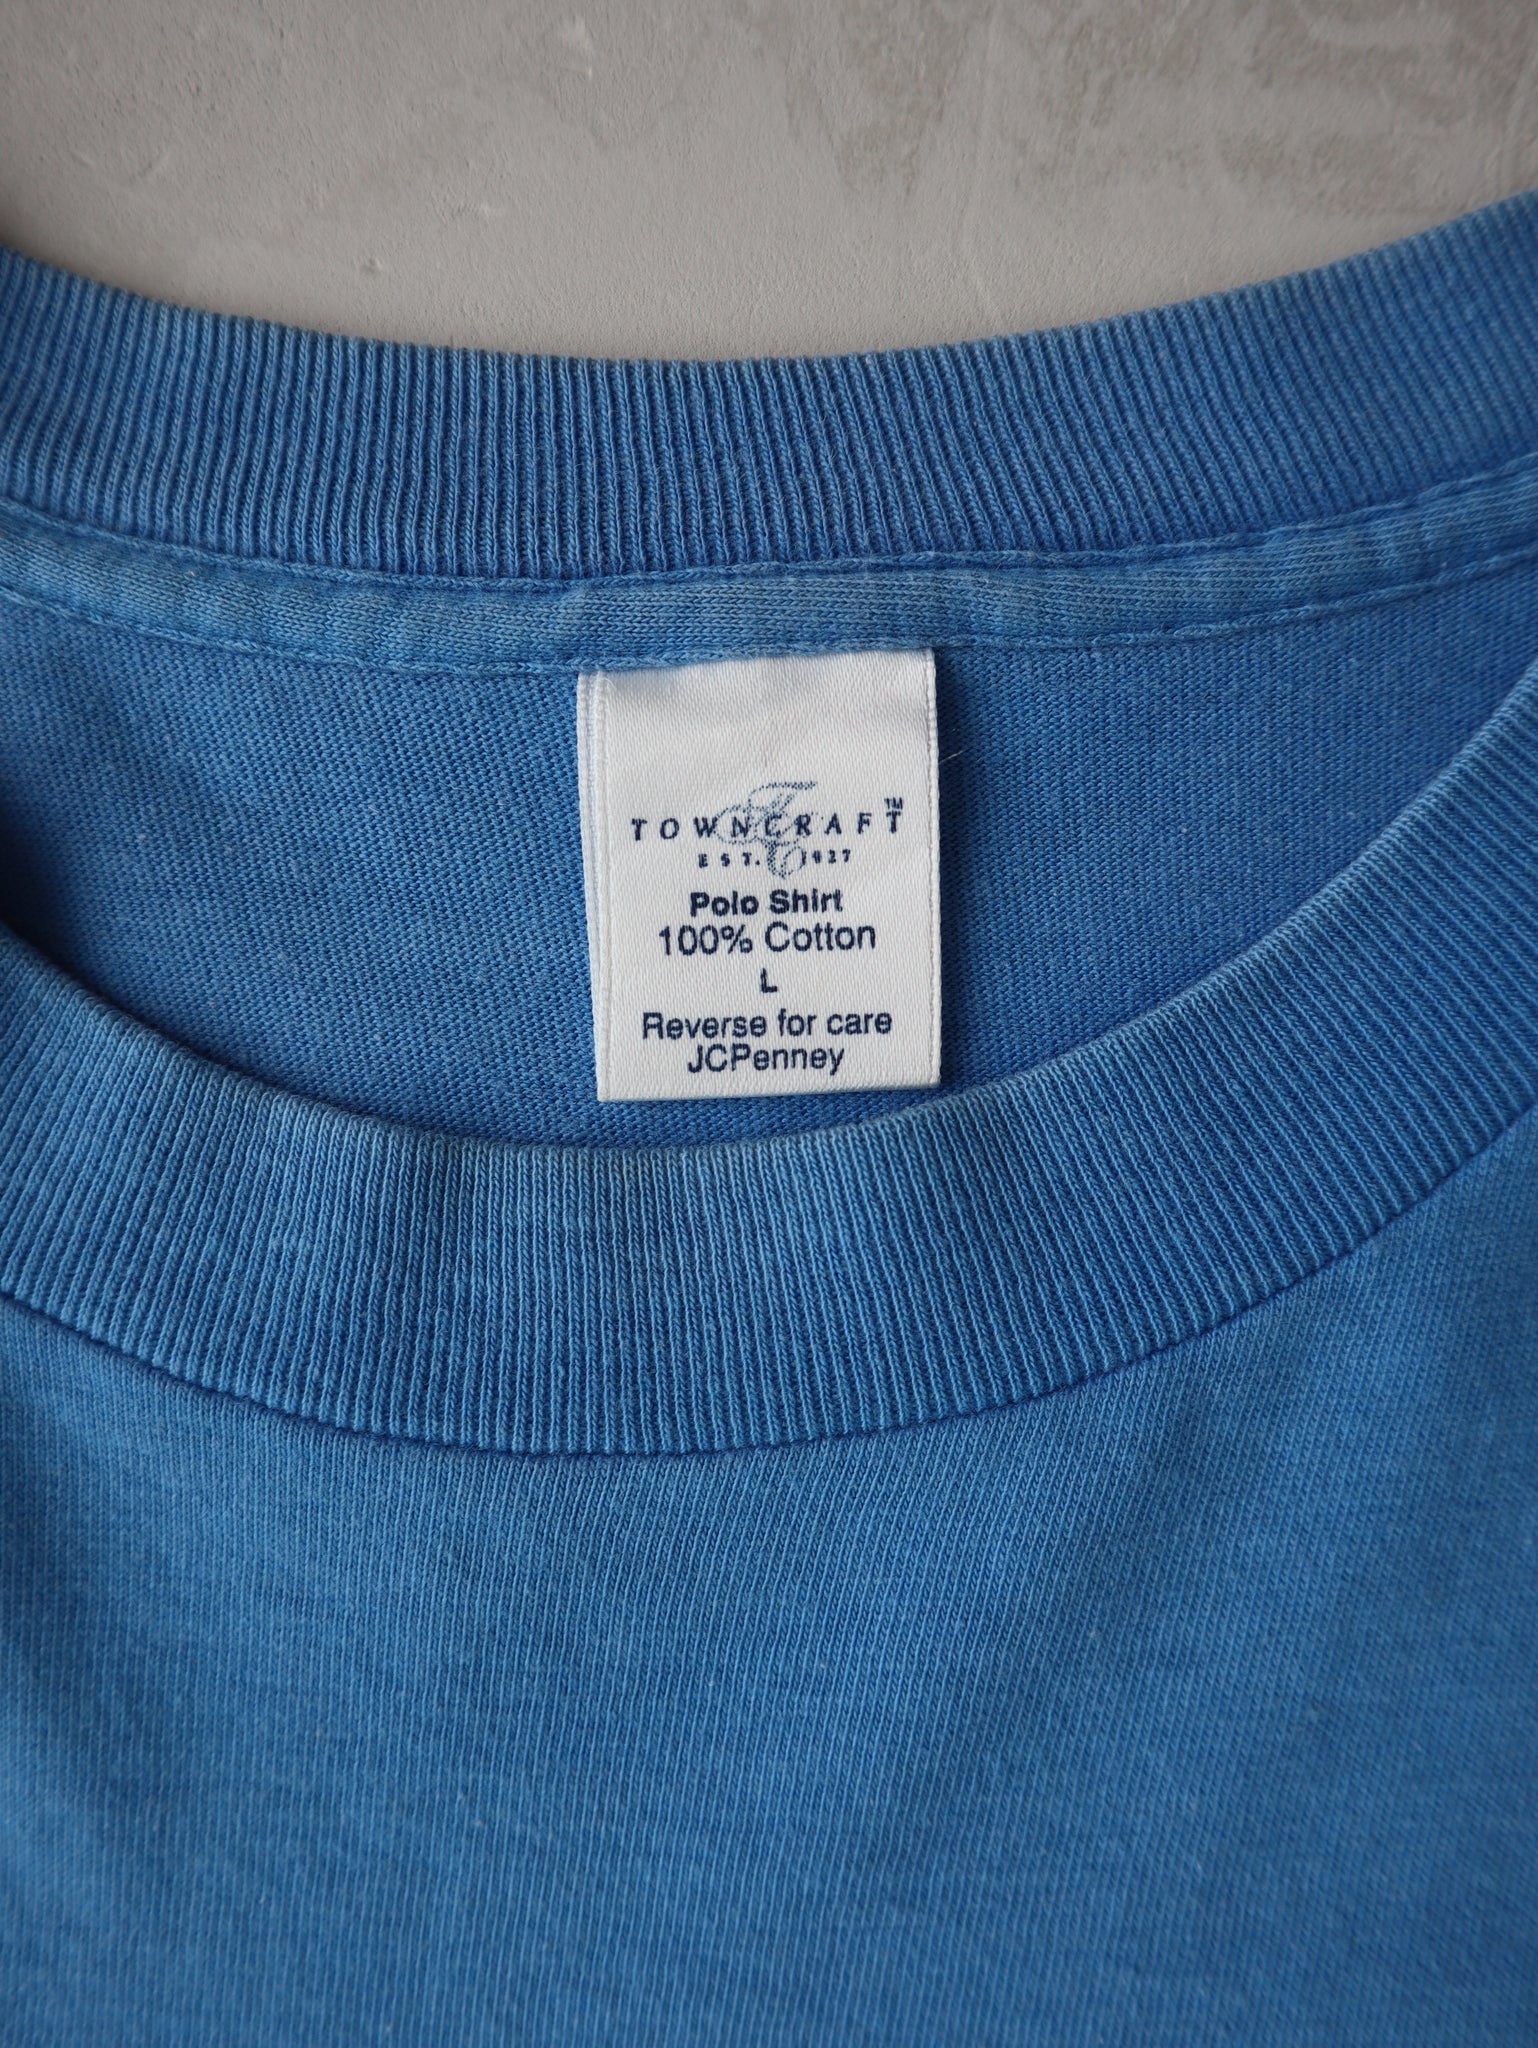 TOWNCRAFT™
EST. 1927
Polo Shirt
100% Cotton
L
Reverse for care
JCPenney